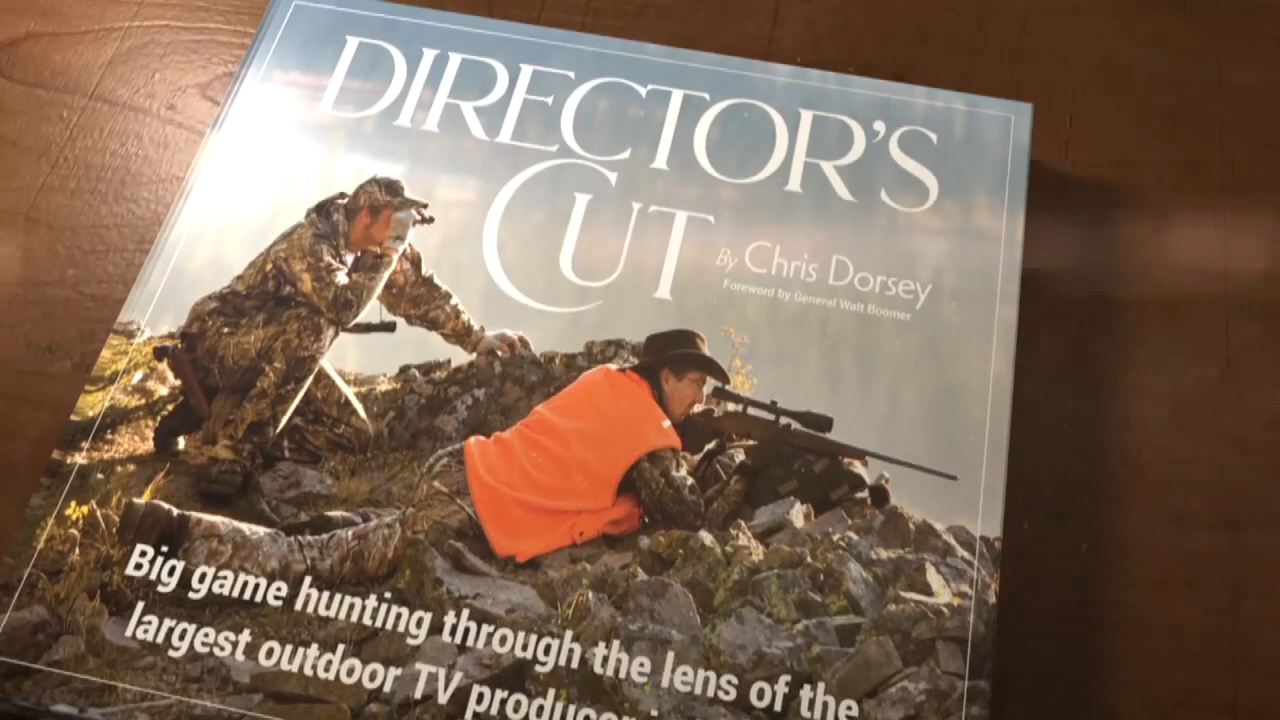 DIRECTOR'S
CUT
By Chris Dorsey
Foreword by General Walt Boomer
Big game hunting through the lens of the
largest outdoor TV producer